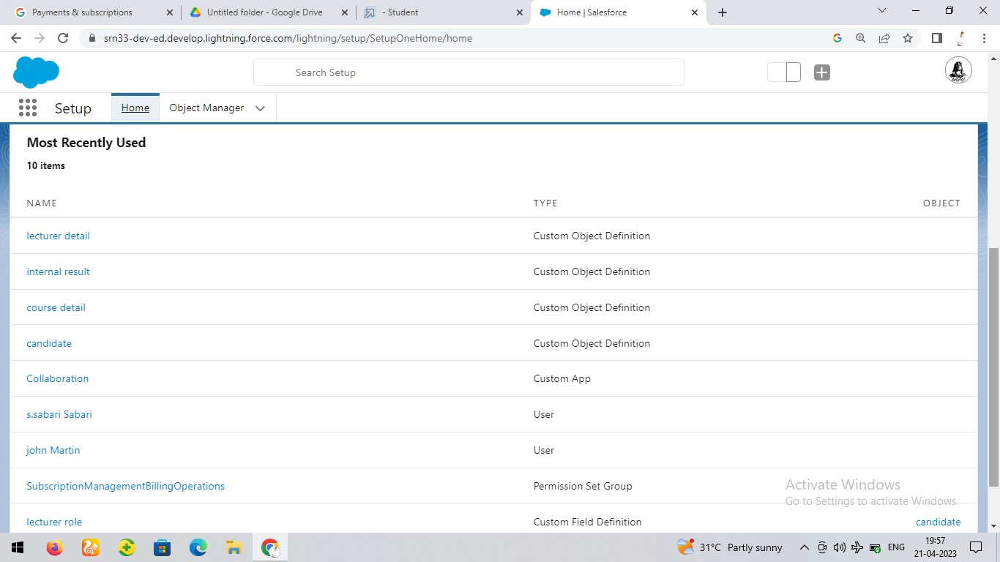 Payments & subscriptions
Untitled folder - Google Drive
- Student
Home | Salesforce
srn33-dev-ed.develop.lightning.force.com/lightning/setup/SetupOneHome/home
Search Setup
Setup
Home
Object Manager
Most Recently Used
10 items
NAME TYPE OBJECT
lecturer detail Custom Object Definition
internal result Custom Object Definition
course detail Custom Object Definition
candidate Custom Object Definition
Collaboration Custom App
s.sabari Sabari User
john Martin User
SubscriptionManagementBillingOperations Permission Set Group
lecturer role Custom Field Definition candidate
Activate Windows
Go to Settings to activate Windows.
31°C Partly sunny
ENG
19:57
21-04-2023